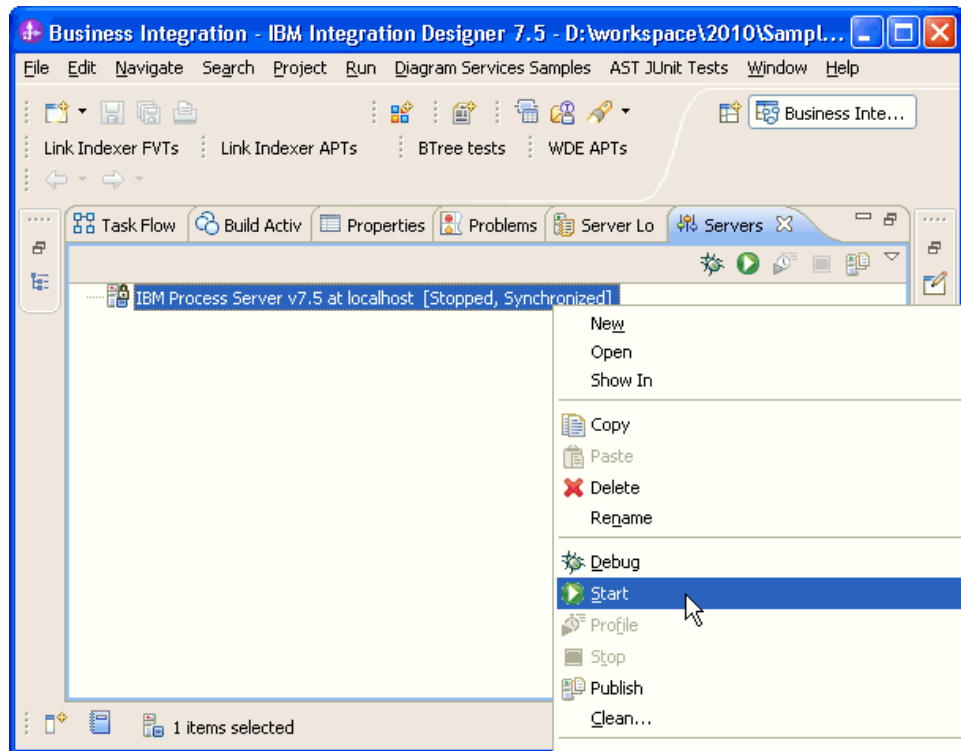 Business Integration - IBM Integration Designer 7.5 - D:\workspace\2010\Sampl...
File Edit Navigate Search Project Run Diagram Services Samples AST JUnit Tests Window Help
Business Inte...
Link Indexer FVTs Link Indexer APTs BTree tests WDE APTs
Task Flow Build Activ Properties Problems Server Lo Servers
IBM Process Server v7.5 at localhost [Stopped, Synchronized]
New
Open
Show In
Copy
Paste
Delete
Rename
Debug
Start
Profile
Stop
Publish
Clean...
1 items selected